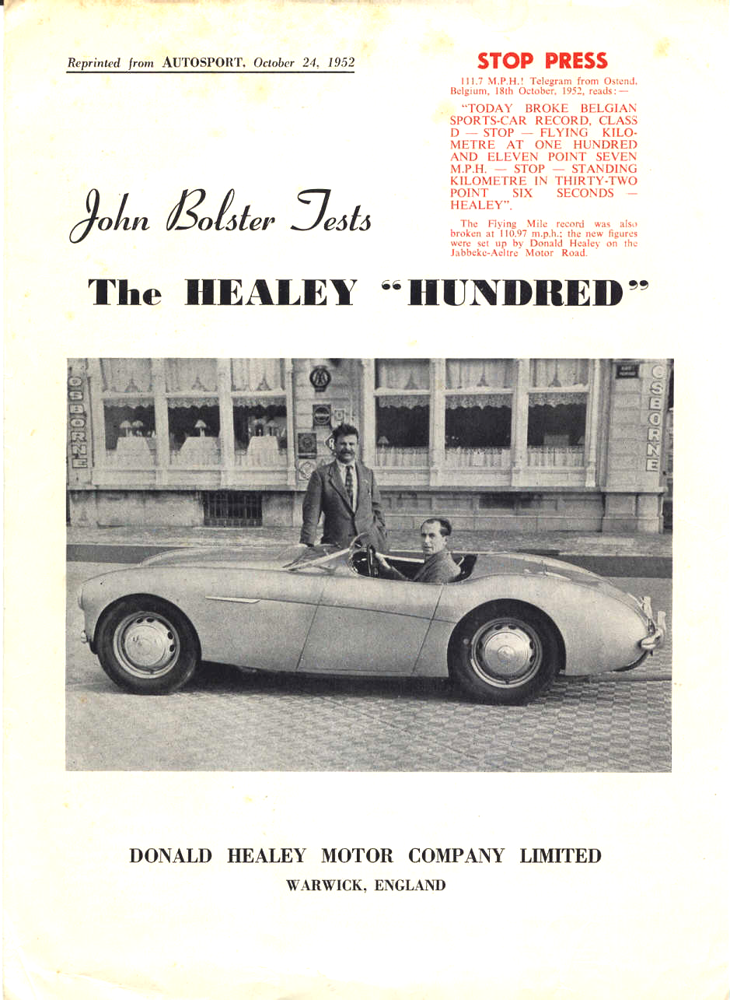 Reprinted from AUTOSPORT, October 24, 1952
STOP PRESS
111.7 M.P.H.! Telegram from Ostend,
Belgium, 18th October, 1952, reads:—
“TODAY BROKE BELGIAN
SPORTS-CAR RECORD, CLASS
D — STOP — FLYING KILO-
METRE AT ONE HUNDRED
AND ELEVEN POINT SEVEN
M.P.H. — STOP — STANDING
KILOMETRE IN THIRTY-TWO
POINT SIX SECONDS —
HEALEY”.
The Flying Mile record was also
broken at 110.97 m.p.h.; the new figures
were set up by Donald Healey on the
Jabbeke-Aeltre Motor Road.
John Bolster Tests
The HEALEY “HUNDRED”
OSBORNE
AA
OSBORNE
DONALD HEALEY MOTOR COMPANY LIMITED
WARWICK, ENGLAND